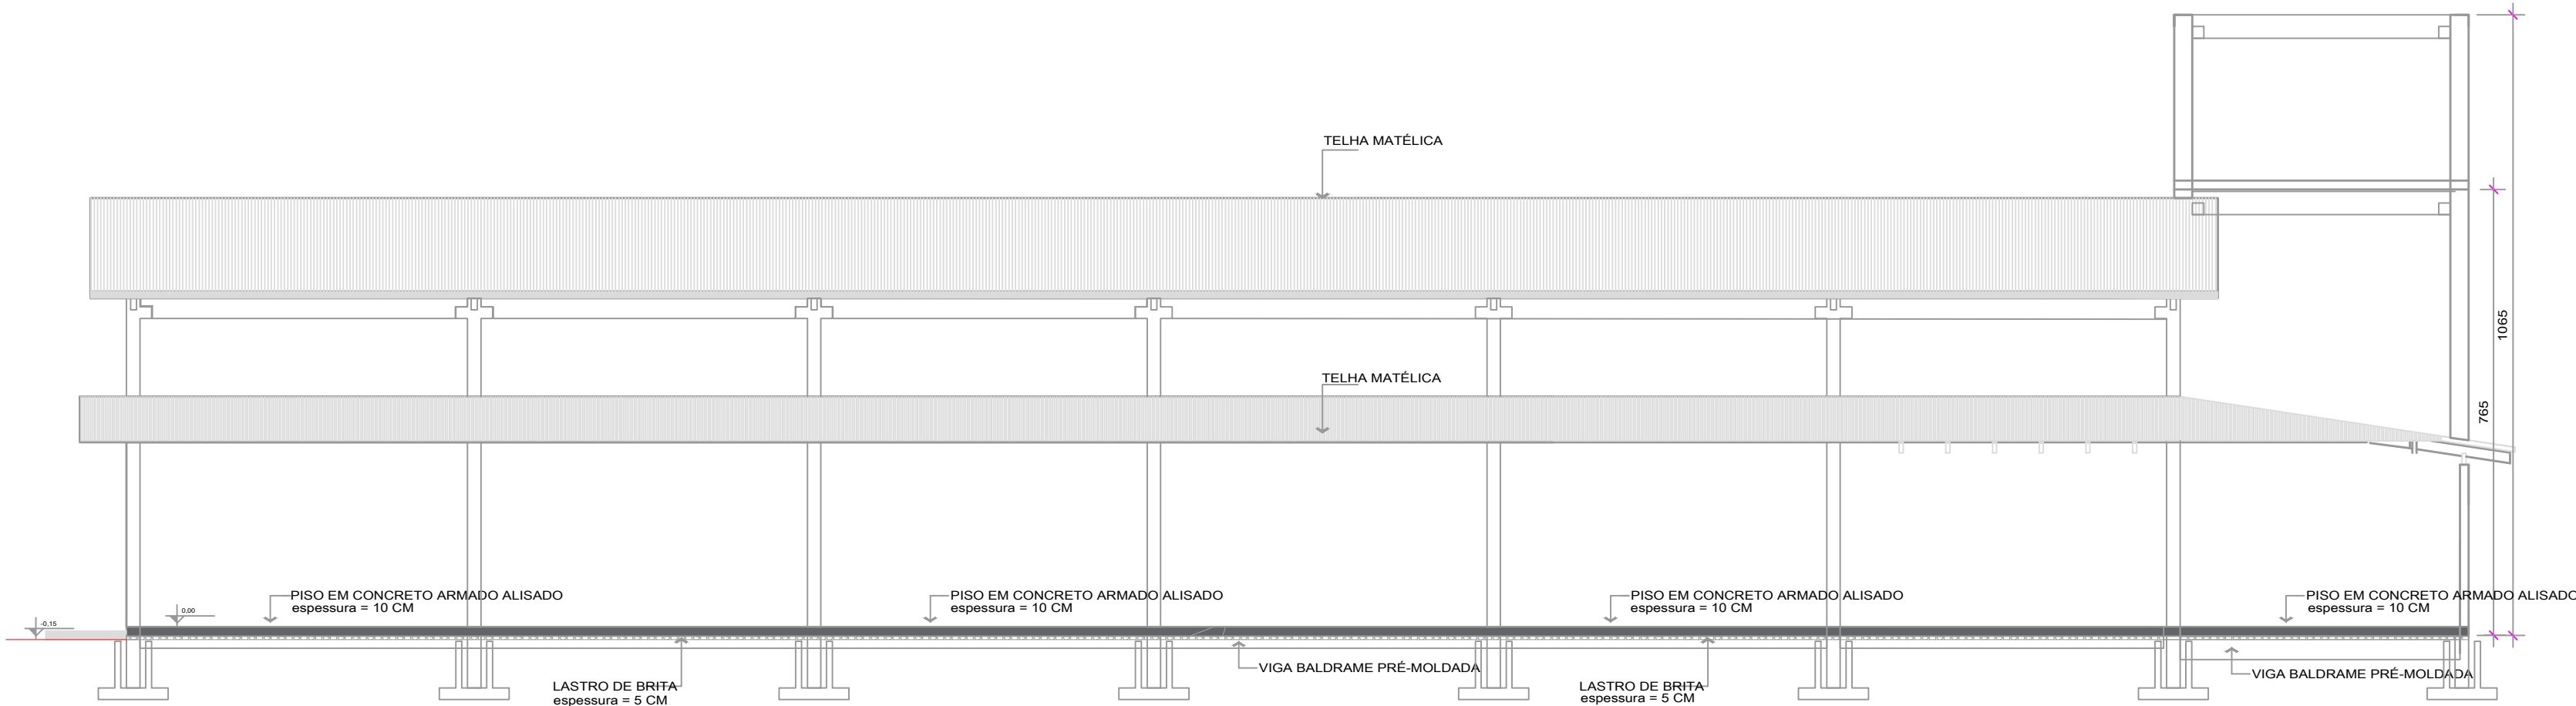 TELHA MATÉLICA
1065
TELHA MATÉLICA
765
PISO EM CONCRETO ARMADO ALISADO
espessura = 10 CM
PISO EM CONCRETO ARMADO ALISADO
espessura = 10 CM
PISO EM CONCRETO ARMADO ALISADO
espessura = 10 CM
PISO EM CONCRETO ARMADO ALISADO
espessura = 10 CM
-0,15
0,00
VIGA BALDRAME PRÉ-MOLDADA
VIGA BALDRAME PRÉ-MOLDADA
LASTRO DE BRITA
espessura = 5 CM
LASTRO DE BRITA
espessura = 5 CM